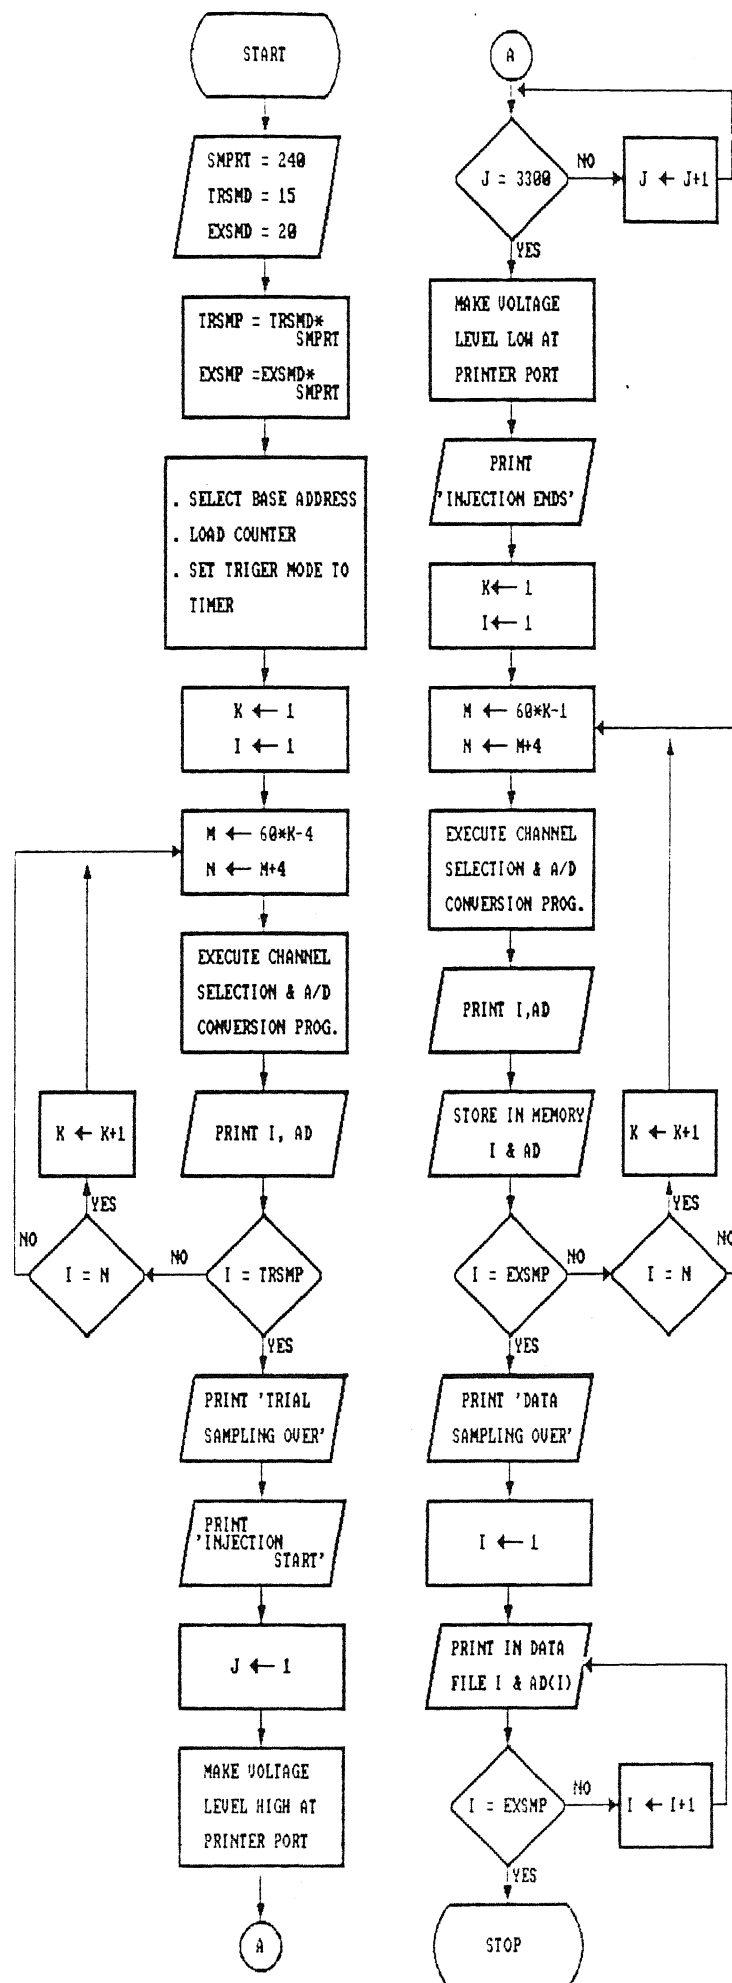 START
SMPRT = 240
TRSMD = 15
EXSMD = 20
TRSMP = TRSMD*
SMPRT
EXSMP =EXSMD*
SMPRT
. SELECT BASE ADDRESS
. LOAD COUNTER
. SET TRIGER MODE TO
TIMER
K ← 1
I ← 1
M ← 60*K-4
N ← M+4
EXECUTE CHANNEL
SELECTION & A/D
CONVERSION PROG.
PRINT I, AD
K ← K+1
YES
NO
I = N
NO
I = TRSMP
YES
PRINT 'TRIAL
SAMPLING OVER'
PRINT
'INJECTION
START'
J ← 1
MAKE VOLTAGE
LEVEL HIGH AT
PRINTER PORT
A
A
J = 3300
NO
J ← J+1
YES
MAKE VOLTAGE
LEVEL LOW AT
PRINTER PORT
PRINT
'INJECTION ENDS'
K← 1
I← 1
M ← 60*K-1
N ← M+4
EXECUTE CHANNEL
SELECTION & A/D
CONVERSION PROG.
PRINT I,AD
STORE IN MEMORY
I & AD
K ← K+1
YES
NO
I = EXSMP
NO
I = N
YES
PRINT 'DATA
SAMPLING OVER'
I ← 1
PRINT IN DATA
FILE I & AD(I)
I = EXSMP
NO
I ← I+1
YES
STOP